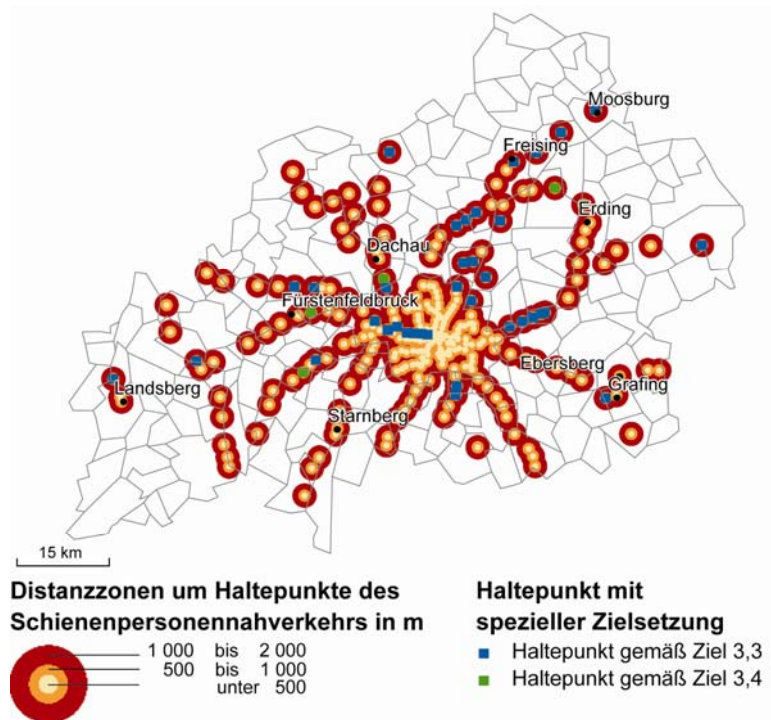 Moosburg
Freising
Erding
Dachau
Fürstenfeldbruck
Ebersberg
Landsberg
Grafing
Starnberg
15 km
Distanzzonen um Haltepunkte des
Schienenpersonennahverkehrs in m
1 000 bis 2 000
500 bis 1 000
unter 500
Haltepunkt mit
spezieller Zielsetzung
Haltepunkt gemäß Ziel 3,3
Haltepunkt gemäß Ziel 3,4